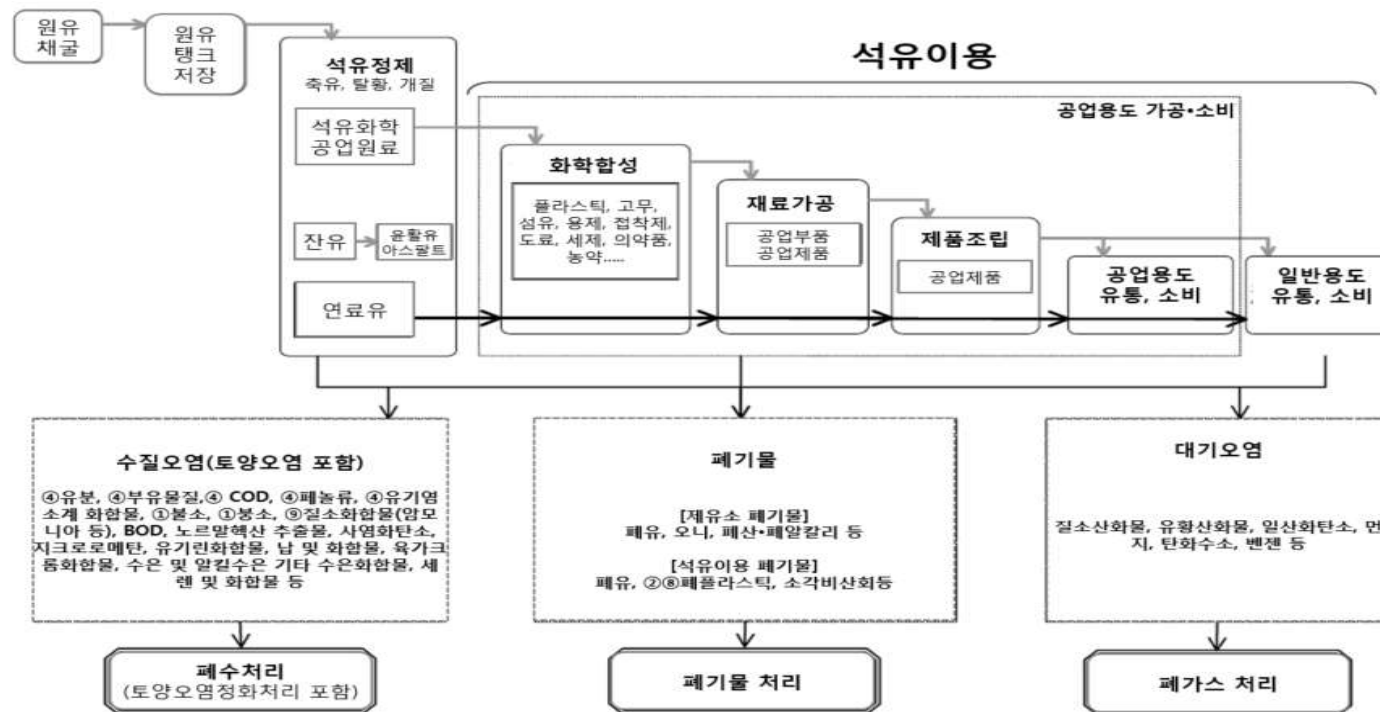 원유
채굴
원유
탱크
저장
석유정제
축유, 탈황, 개질
석유화학
공업원료
잔유
윤활유
아스팔트
연료유
석유이용
공업용도 가공•소비
화학합성
플라스틱, 고무,
섬유, 용제, 접착제,
도료, 세제, 의약품,
농약.....
재료가공
공업부품
공업제품
제품조립
공업제품
공업용도
유통, 소비
일반용도
유통, 소비
수질오염(토양오염 포함)
④유분, ④부유물질,④ COD, ④페놀류, ④유기염
소계 화합물, ①불소, ①붕소, ⑨질소화합물(암모
니아 등), BOD, 노르말헥산 추출물, 사염화탄소,
지크로로메탄, 유기린화합물, 납 및 화합물, 육가크
롬화합물, 수은 및 알킬수은 기타 수은화합물, 세
렌 및 화합물 등
폐수처리
(토양오염정화처리 포함)
폐기물
[제유소 폐기물]
폐유, 오니, 폐산•폐알칼리 등
[석유이용 폐기물]
폐유, ②⑧폐플라스틱, 소각비산회등
폐기물 처리
대기오염
질소산화물, 유황산화물, 일산화탄소, 먼
지, 탄화수소, 벤젠 등
폐가스 처리